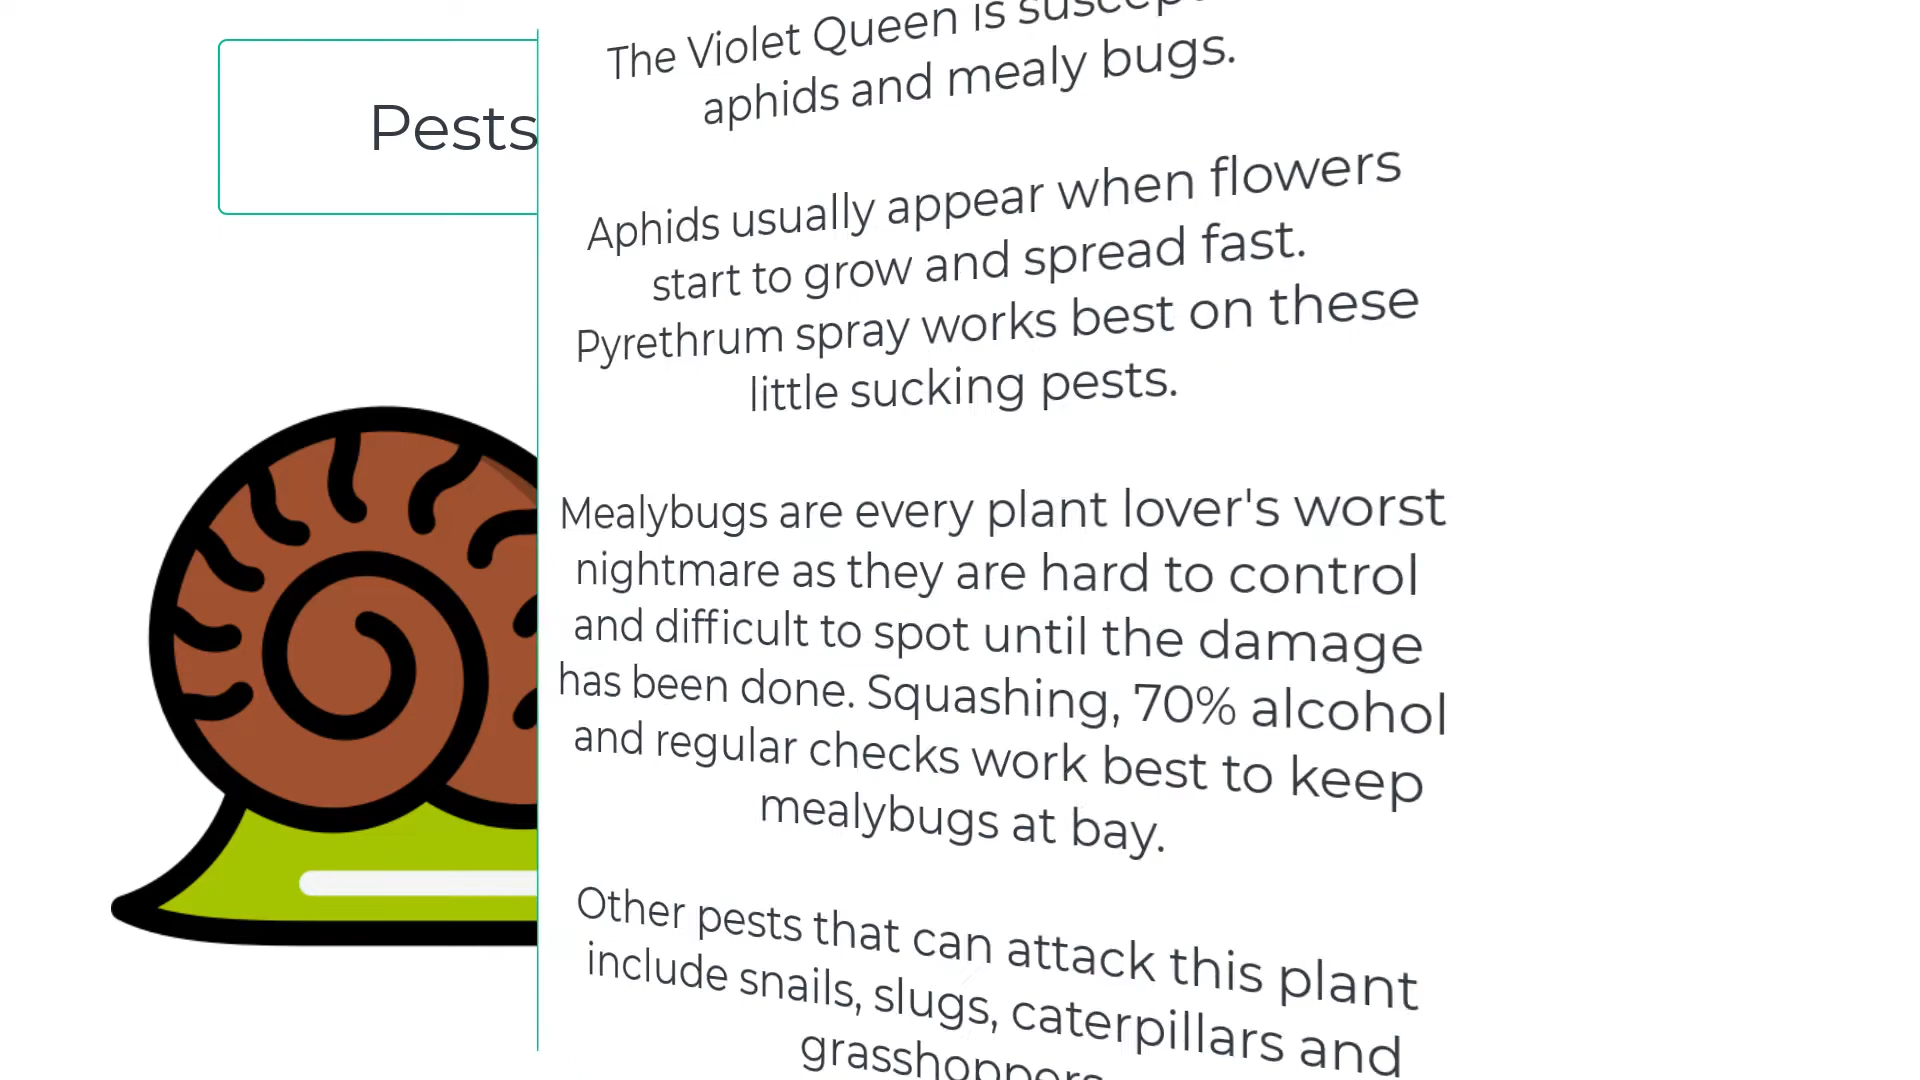 Pests
The Violet Queen is
aphids and mealy bugs.
Aphids usually appear when flowers
start to grow and spread fast.
Pyrethrum spray works best on these
little sucking pests.
Mealybugs are every plant lover's worst
nightmare as they are hard to control
and difficult to spot until the damage
has been done. Squashing, 70% alcohol
and regular checks work best to keep
mealybugs at bay.
Other pests that can attack this plant
include snails, slugs, caterpillars and
grasshoppers